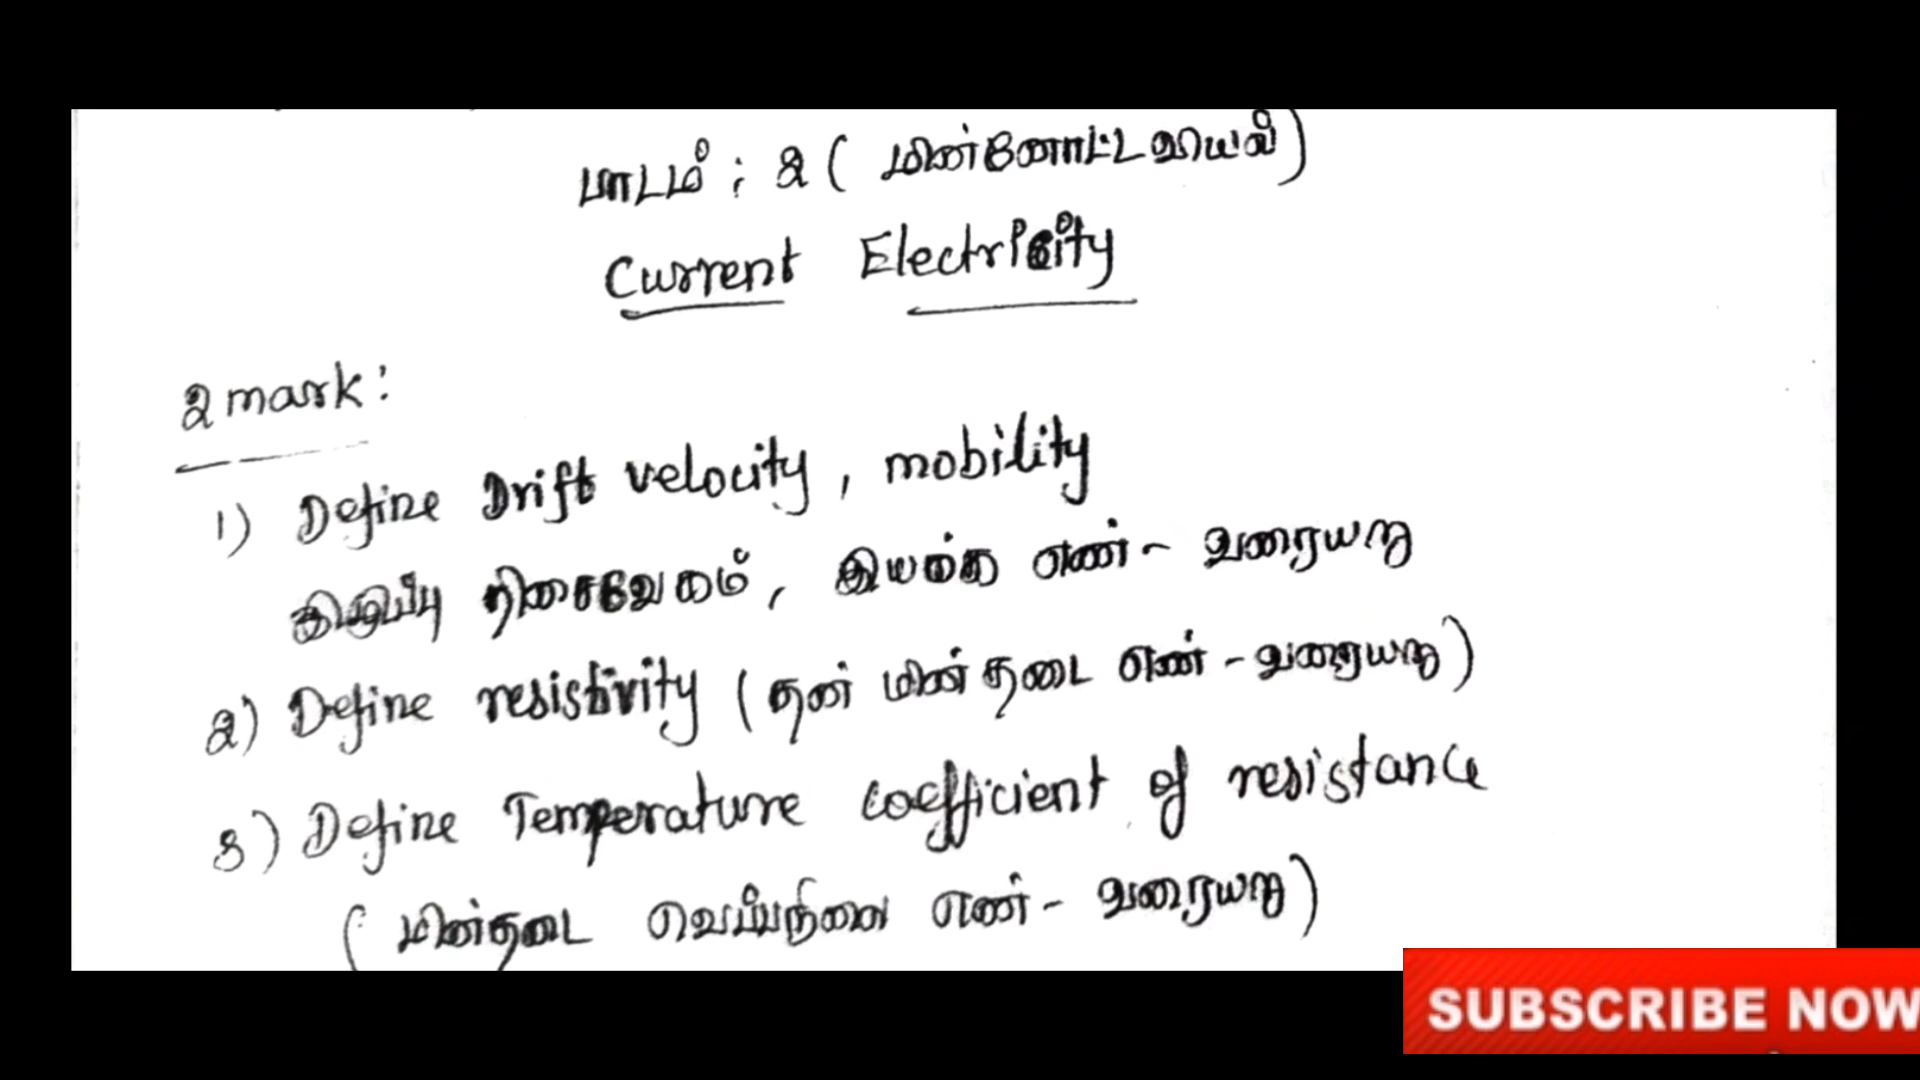 பாடம் : 2 ( மின்னோட்டவியல் )
Current Electricity
2 mark :
1) Define Drift velocity , mobility
இழுப்பு திசைவேகம் , இயக்க எண் - வரையறு
2) Define resistivity ( தன் மின்தடை எண் - வரையறு )
3) Define Temperature coefficient of resistance
( மின்தடை வெப்பநிலை எண் - வரையறு )
SUBSCRIBE NOW